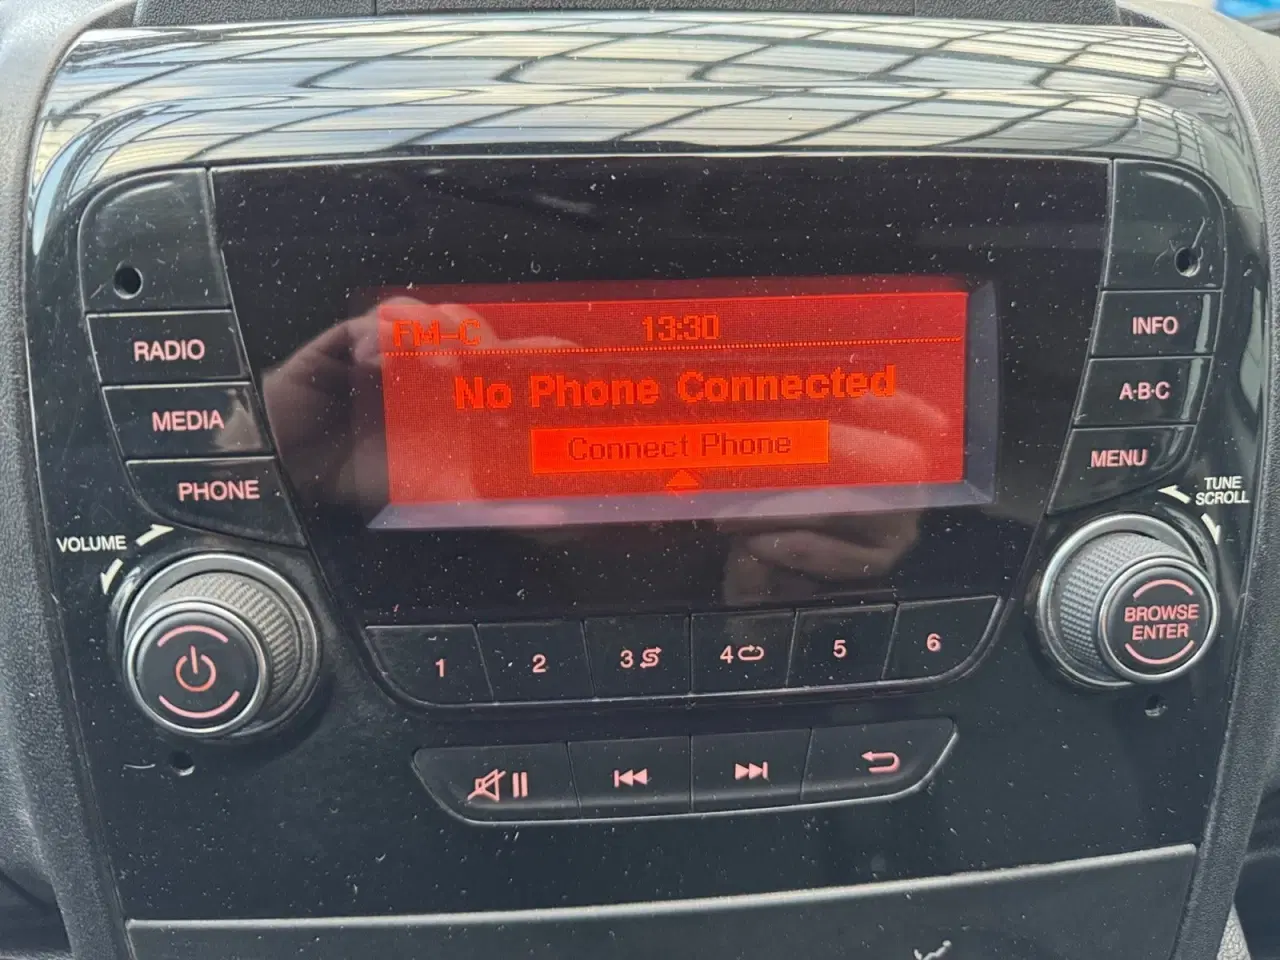 FM-C 13:30
No Phone Connected
Connect Phone
RADIO
MEDIA
PHONE
VOLUME
INFO
A·B·C
MENU
TUNE
SCROLL
BROWSE
ENTER
1 2 3 4 5 6